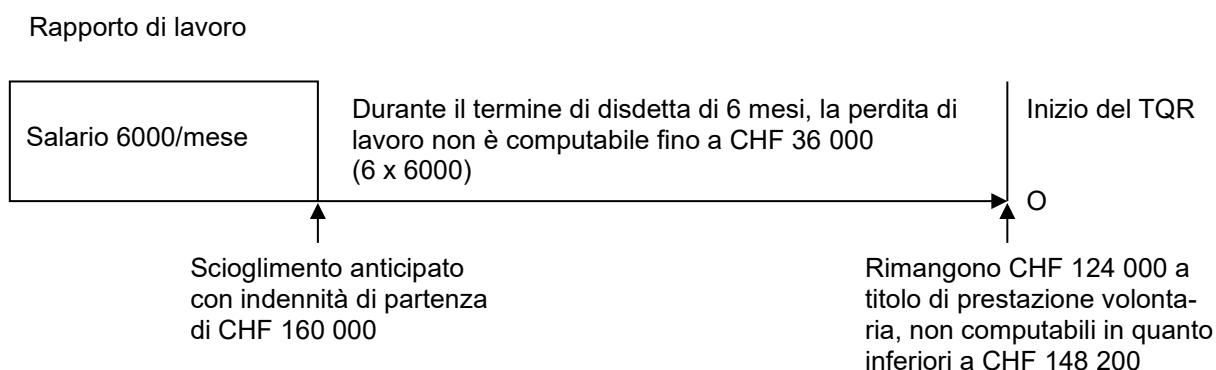 Rapporto di lavoro
Salario 6000/mese
Durante il termine di disdetta di 6 mesi, la perdita di
lavoro non è computabile fino a CHF 36 000
(6 x 6000)
Inizio del TQR
O
Scioglimento anticipato
con indennità di partenza
di CHF 160 000
Rimangono CHF 124 000 a
titolo di prestazione volonta-
ria, non computabili in quanto
inferiori a CHF 148 200